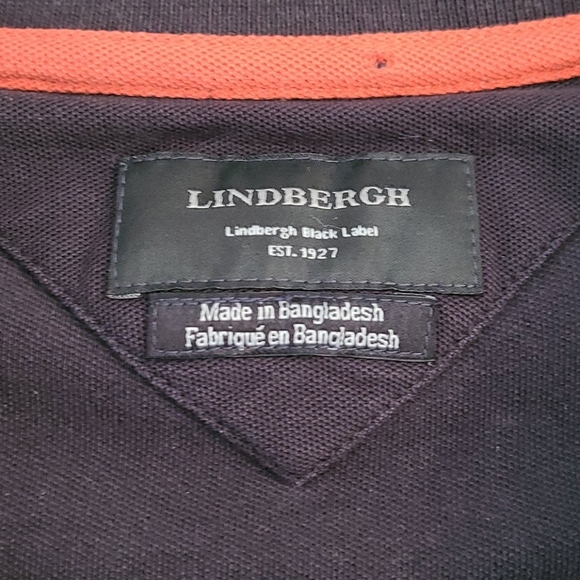 LINDBERGH
Lindbergh Black Label
EST. 1927
Made in Bangladesh
Fabriqué en Bangladesh